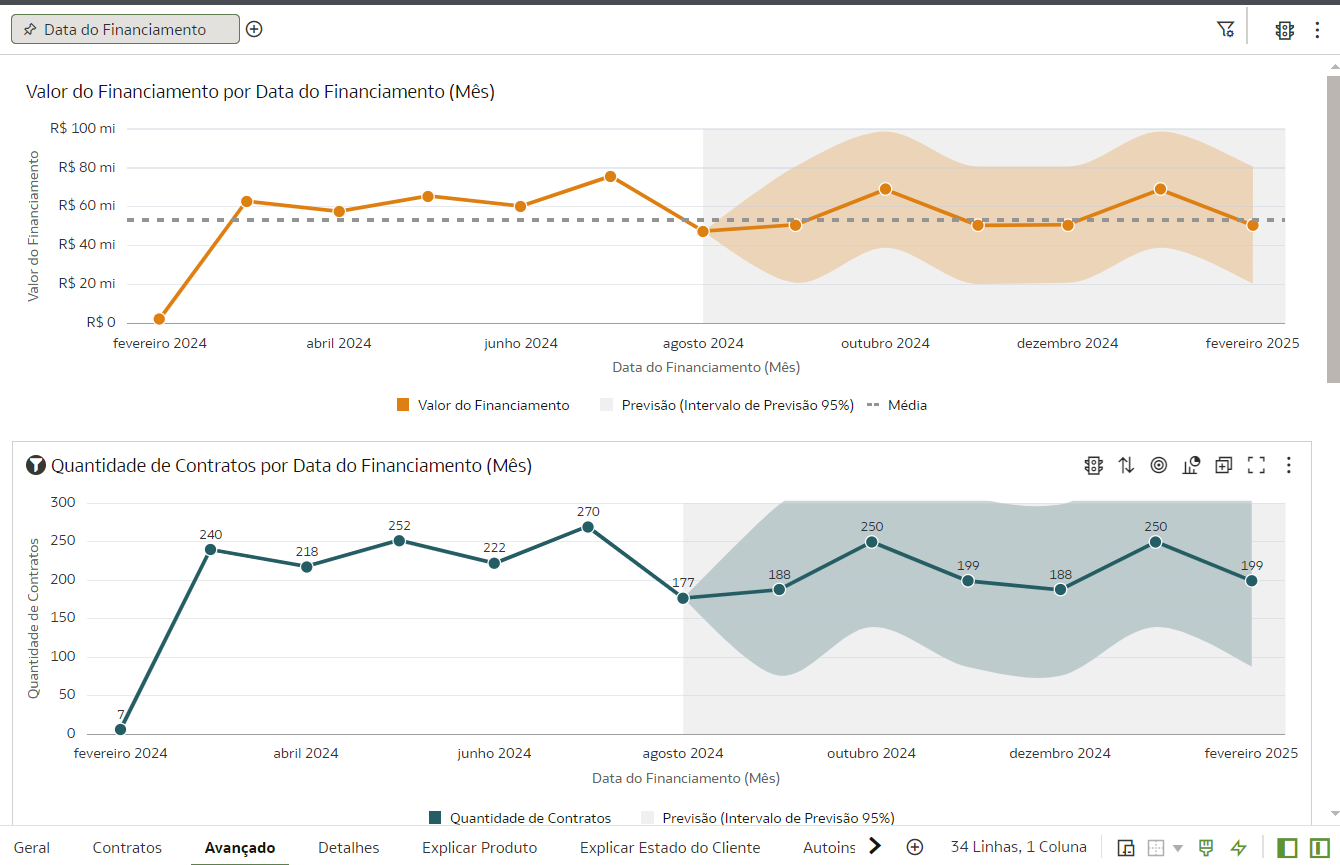 Data do Financiamento
Valor do Financiamento por Data do Financiamento (Mês)
Valor do Financiamento
R$ 100 mi
R$ 80 mi
R$ 60 mi
R$ 40 mi
R$ 20 mi
R$ 0
fevereiro 2024 abril 2024 junho 2024 agosto 2024 outubro 2024 dezembro 2024 fevereiro 2025
Data do Financiamento (Mês)
Valor do Financiamento Previsão (Intervalo de Previsão 95%) Média
Quantidade de Contratos por Data do Financiamento (Mês)
Quantidade de Contratos
300
250
200
150
100
50
0
7 240 218 252 222 270 177 188 250 199 188 250 199
fevereiro 2024 abril 2024 junho 2024 agosto 2024 outubro 2024 dezembro 2024 fevereiro 2025
Data do Financiamento (Mês)
Quantidade de Contratos Previsão (Intervalo de Previsão 95%)
Geral Contratos Avançado Detalhes Explicar Produto Explicar Estado do Cliente Autoins 34 Linhas, 1 Coluna